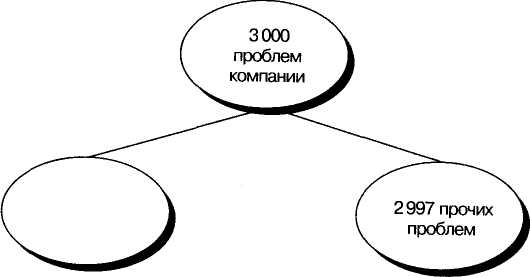 3 000
проблем
компании
2 997 прочих
проблем